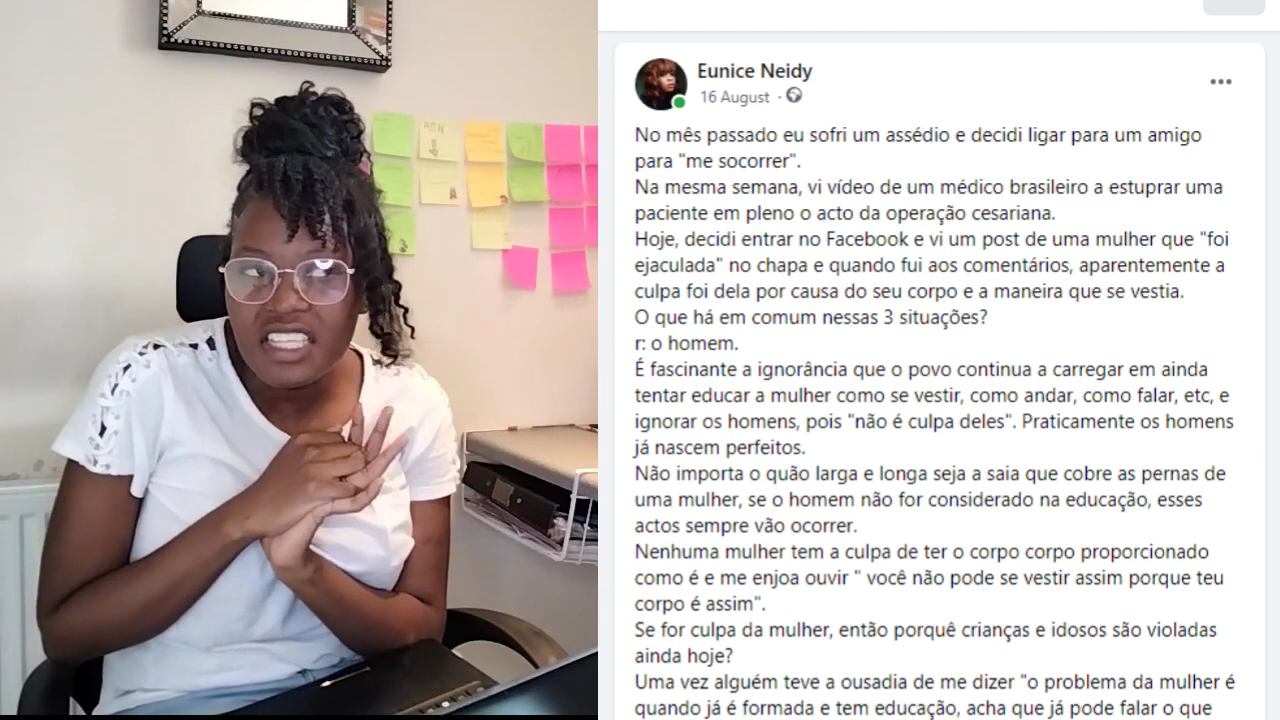 Eunice Neidy
16 August ·
No mês passado eu sofri um assédio e decidi ligar para um amigo
para "me socorrer".
Na mesma semana, vi vídeo de um médico brasileiro a estuprar uma
paciente em pleno o acto da operação cesariana.
Hoje, decidi entrar no Facebook e vi um post de uma mulher que "foi
ejaculada" no chapa e quando fui aos comentários, aparentemente a
culpa foi dela por causa do seu corpo e a maneira que se vestia.
O que há em comum nessas 3 situações?
r: o homem.
É fascinante a ignorância que o povo continua a carregar em ainda
tentar educar a mulher como se vestir, como andar, como falar, etc, e
ignorar os homens, pois "não é culpa deles". Praticamente os homens
já nascem perfeitos.
Não importa o quão larga e longa seja a saia que cobre as pernas de
uma mulher, se o homem não for considerado na educação, esses
actos sempre vão ocorrer.
Nenhuma mulher tem a culpa de ter o corpo corpo proporcionado
como é e me enjoa ouvir " você não pode se vestir assim porque teu
corpo é assim".
Se for culpa da mulher, então porquê crianças e idosos são violadas
ainda hoje?
Uma vez alguém teve a ousadia de me dizer "o problema da mulher é
quando já é formada e tem educação, acha que já pode falar o que